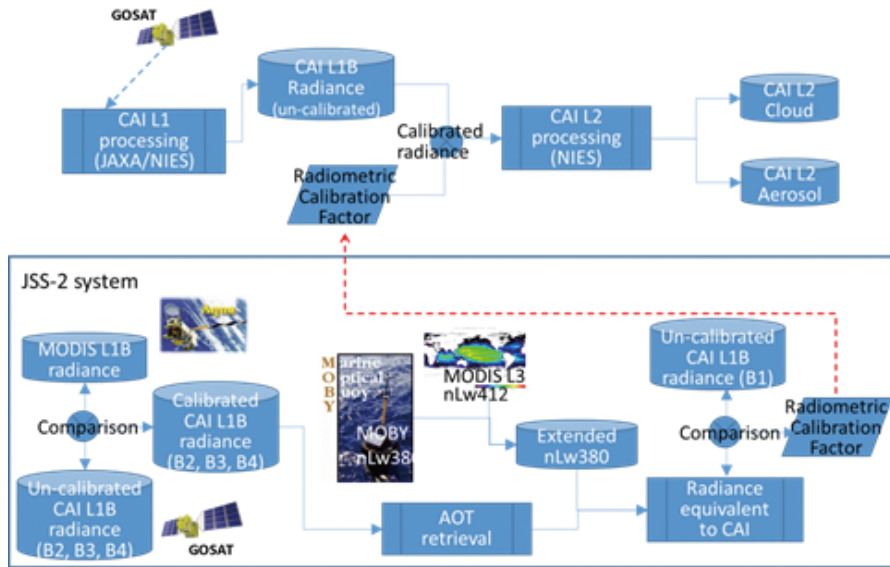 GOSAT
CAI L1
processing
(JAXA/NIES)
CAI L1B
Radiance
(un-calibrated)
Calibrated
radiance
Radiometric
Calibration
Factor
CAI L2
processing
(NIES)
CAI L2
Cloud
CAI L2
Aerosol
JSS-2 system
Aqua
MODIS L1B
radiance
Comparison
Un-calibrated
CAI L1B
radiance
(B2, B3, B4)
GOSAT
Calibrated
CAI L1B
radiance
(B2, B3, B4)
Marine
Optical
BuoY
MOBY
nLw380
MODIS L3
nLw412
Extended
nLw380
AOT
retrieval
Un-calibrated
CAI L1B
radiance (B1)
Comparison
Radiometric
Calibration
Factor
Radiance
equivalent
to CAI